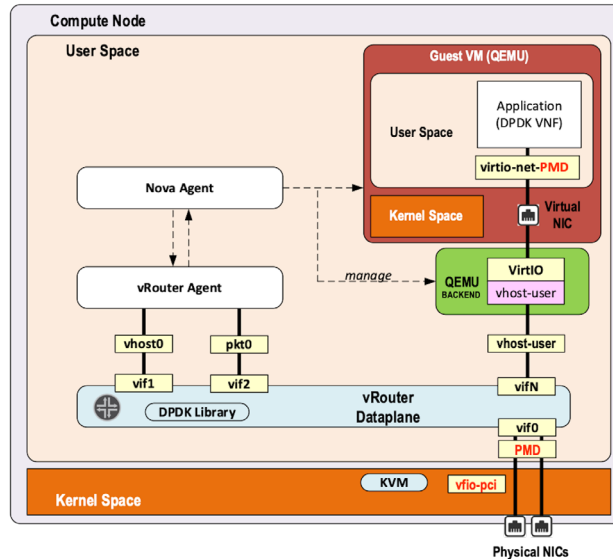 Compute Node
User Space
Guest VM (QEMU)
Application
(DPDK VNF)
User Space
virtio-net-PMD
Nova Agent
Kernel Space
Virtual
NIC
manage
vRouter Agent
QEMU
BACKEND
VirtIO
vhost-user
vhost0
pkt0
vhost-user
vif1
vif2
vifN
DPDK Library
vRouter
Dataplane
vif0
PMD
KVM
vfio-pci
Kernel Space
Physical NICs